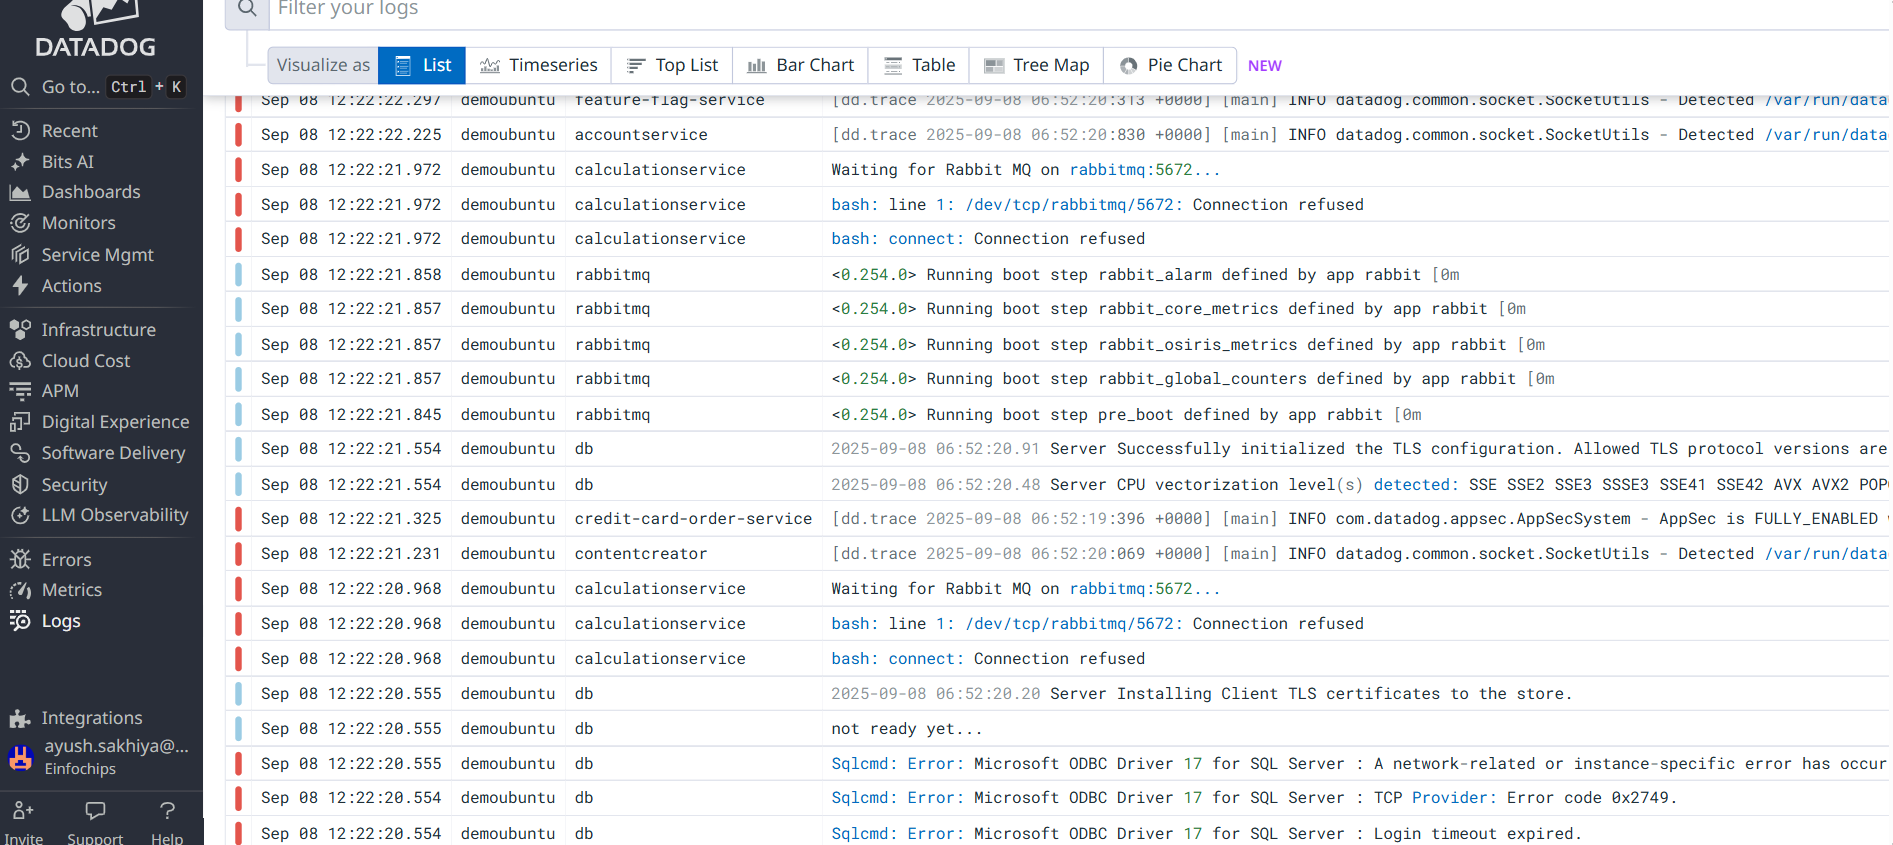 DATADOG
Go to... Ctrl + K
Recent
Bits AI
Dashboards
Monitors
Service Mgmt
Actions
Infrastructure
Cloud Cost
APM
Digital Experience
Software Delivery
Security
LLM Observability
Errors
Metrics
Logs
Integrations
ayush.sakhiya@...
Einfochips
Invite Support Help
Filter your logs
Visualize as List Timeseries Top List Bar Chart Table Tree Map Pie Chart NEW
Sep 08 12:22:22.297 demoubuntu feature-flag-service [dd.trace 2025-09-08 06:52:20:313 +0000] [main] INFO datadog.common.socket.SocketUtils - Detected /var/run/data
Sep 08 12:22:22.225 demoubuntu accountservice [dd.trace 2025-09-08 06:52:20:830 +0000] [main] INFO datadog.common.socket.SocketUtils - Detected /var/run/data
Sep 08 12:22:21.972 demoubuntu calculationservice Waiting for Rabbit MQ on rabbitmq:5672...
Sep 08 12:22:21.972 demoubuntu calculationservice bash: line 1: /dev/tcp/rabbitmq/5672: Connection refused
Sep 08 12:22:21.972 demoubuntu calculationservice bash: connect: Connection refused
Sep 08 12:22:21.858 demoubuntu rabbitmq <0.254.0> Running boot step rabbit_alarm defined by app rabbit [0m
Sep 08 12:22:21.857 demoubuntu rabbitmq <0.254.0> Running boot step rabbit_core_metrics defined by app rabbit [0m
Sep 08 12:22:21.857 demoubuntu rabbitmq <0.254.0> Running boot step rabbit_osiris_metrics defined by app rabbit [0m
Sep 08 12:22:21.857 demoubuntu rabbitmq <0.254.0> Running boot step rabbit_global_counters defined by app rabbit [0m
Sep 08 12:22:21.845 demoubuntu rabbitmq <0.254.0> Running boot step pre_boot defined by app rabbit [0m
Sep 08 12:22:21.554 demoubuntu db 2025-09-08 06:52:20.91 Server Successfully initialized the TLS configuration. Allowed TLS protocol versions are
Sep 08 12:22:21.554 demoubuntu db 2025-09-08 06:52:20.48 Server CPU vectorization level(s) detected: SSE SSE2 SSE3 SSSE3 SSE41 SSE42 AVX AVX2 POP
Sep 08 12:22:21.325 demoubuntu credit-card-order-service [dd.trace 2025-09-08 06:52:19:396 +0000] [main] INFO com.datadog.appsec.AppSecSystem - AppSec is FULLY_ENABLED
Sep 08 12:22:21.231 demoubuntu contentcreator [dd.trace 2025-09-08 06:52:20:069 +0000] [main] INFO datadog.common.socket.SocketUtils - Detected /var/run/data
Sep 08 12:22:20.968 demoubuntu calculationservice Waiting for Rabbit MQ on rabbitmq:5672...
Sep 08 12:22:20.968 demoubuntu calculationservice bash: line 1: /dev/tcp/rabbitmq/5672: Connection refused
Sep 08 12:22:20.968 demoubuntu calculationservice bash: connect: Connection refused
Sep 08 12:22:20.555 demoubuntu db 2025-09-08 06:52:20.20 Server Installing Client TLS certificates to the store.
Sep 08 12:22:20.555 demoubuntu db not ready yet...
Sep 08 12:22:20.555 demoubuntu db Sqlcmd: Error: Microsoft ODBC Driver 17 for SQL Server : A network-related or instance-specific error has occur
Sep 08 12:22:20.554 demoubuntu db Sqlcmd: Error: Microsoft ODBC Driver 17 for SQL Server : TCP Provider: Error code 0x2749.
Sep 08 12:22:20.554 demoubuntu db Sqlcmd: Error: Microsoft ODBC Driver 17 for SQL Server : Login timeout expired.